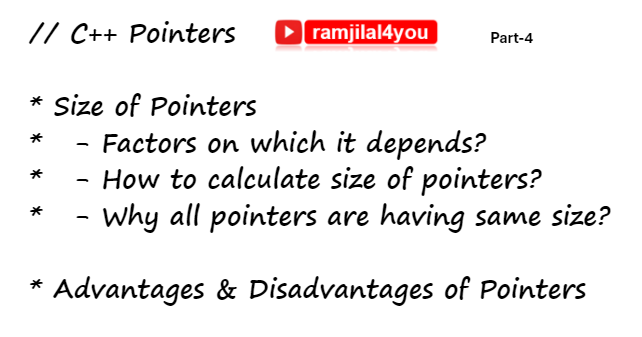 // C++ Pointers ramjilal4you Part-4
* Size of Pointers
* - Factors on which it depends?
* - How to calculate size of pointers?
* - Why all pointers are having same size?
* Advantages & Disadvantages of Pointers